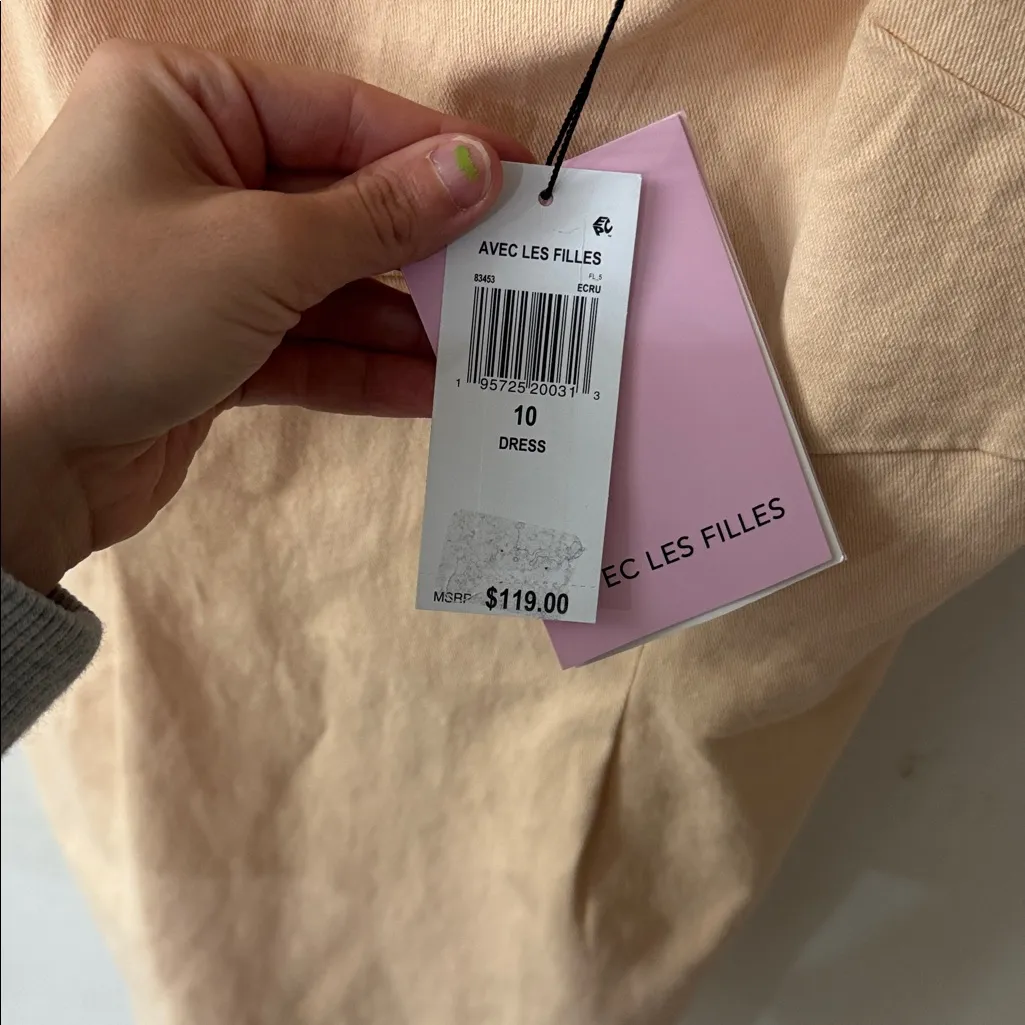 AVEC LES FILLES
83453
FL_5
ECRU
1 95725 20031 3
10
DRESS
MSRP $119.00
EC LES FILLES